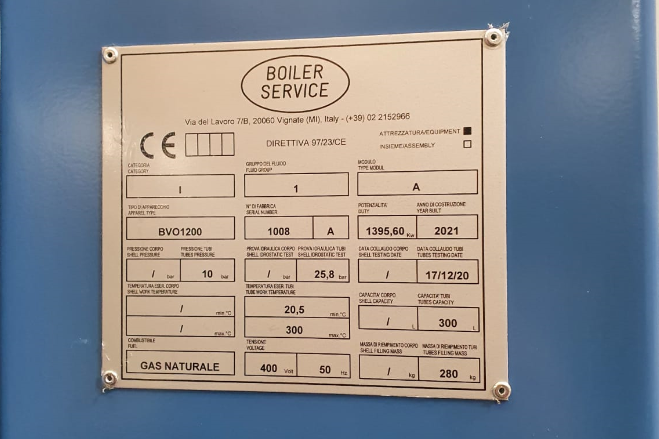 BOILER
SERVICE
Via del Lavoro 7/B, 20060 Vignate (MI), Italy - (+39) 02 2152966
CE DIRETTIVA 97/23/CE
ATTREZZATURA/EQUIPMENT
INSIEME/ASSEMBLY
CATEGORIA GRUPPO DEL FLUIDO MODULO
CATEGORY FLUID GROUP TYPE MODUL
I 1 A
TIPO DI APPARECCHIO N° DI FABBRICA POTENZIALITA' ANNO DI COSTRUZIONE
APPAREL TYPE SERIAL NUMBER DUTY YEAR BUILT
BVO1200 1008 A 1395,60 Kw 2021
PRESSIONE CORPO PRESSIONE TUBI PROVA IDRAULICA CORPO PROVA IDRAULICA TUBI DATA COLLAUDO CORPO DATA COLLAUDO TUBI
SHELL PRESSURE TUBES PRESSURE SHELL IDROSTATIC TEST SHELL IDROSTATIC TEST SHELL TESTING DATE TUBES TESTING DATE
/ bar 10 bar / bar 25,8 bar / 17/12/20
TEMPERATURA ESER. CORPO TEMPERATURA ESER. TUBI CAPACITA' CORPO CAPACITA' TUBI
SHELL WORK TEMPERATURE TUBE WORK TEMPERATURE SHELL CAPACITY TUBES CAPACITY
/ min °C 20,5 min °C / L 300 L
/ max °C 300 max °C
COMBUSTIBILE TENSIONE MASSA DI RIEMPIMENTO CORPO MASSA DI RIEMPIMENTO TUBI
FUEL VOLTAGE SHELL FILLING MASS TUBES FILLING MASS
GAS NATURALE 400 Volt 50 Hz / kg 280 kg